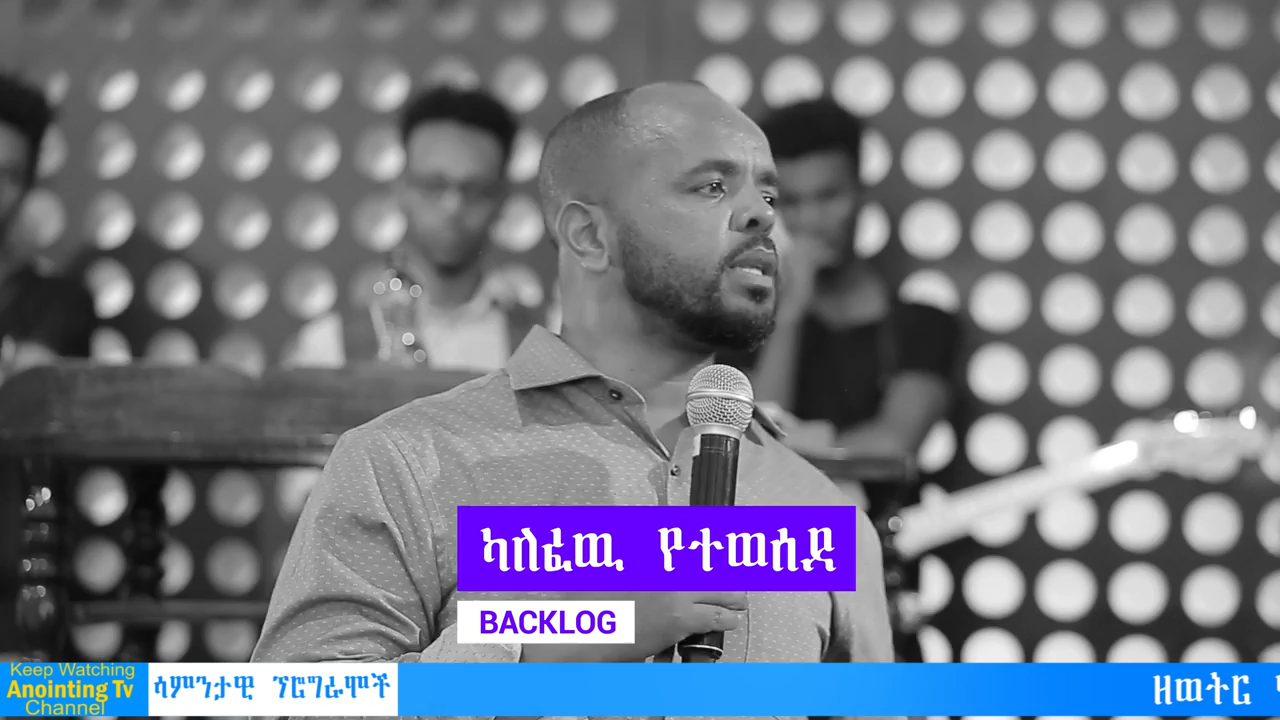 ካለፈዉ የተወሰደ
BACKLOG
Keep Watching
Anointing Tv
Channel
ሳምንታዊ ፕሮግራሞች
ዘወትር